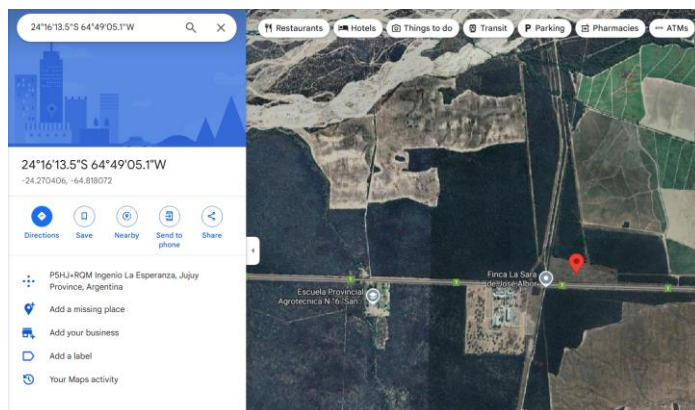 24°16'13.5"S 64°49'05.1"W
Restaurants
Hotels
Things to do
Transit
Parking
Pharmacies
ATMs
24°16'13.5"S 64°49'05.1"W
-24.270406, -64.818072
Directions
Save
Nearby
Send to
phone
Share
P5HJ+RQM Ingenio La Esperanza, Jujuy
Province, Argentina
Add a missing place
Add your business
Add a label
Your Maps activity
Escuela Provincial
Agrotecnica N°6 "San...
Finca La Sara
de José Albor